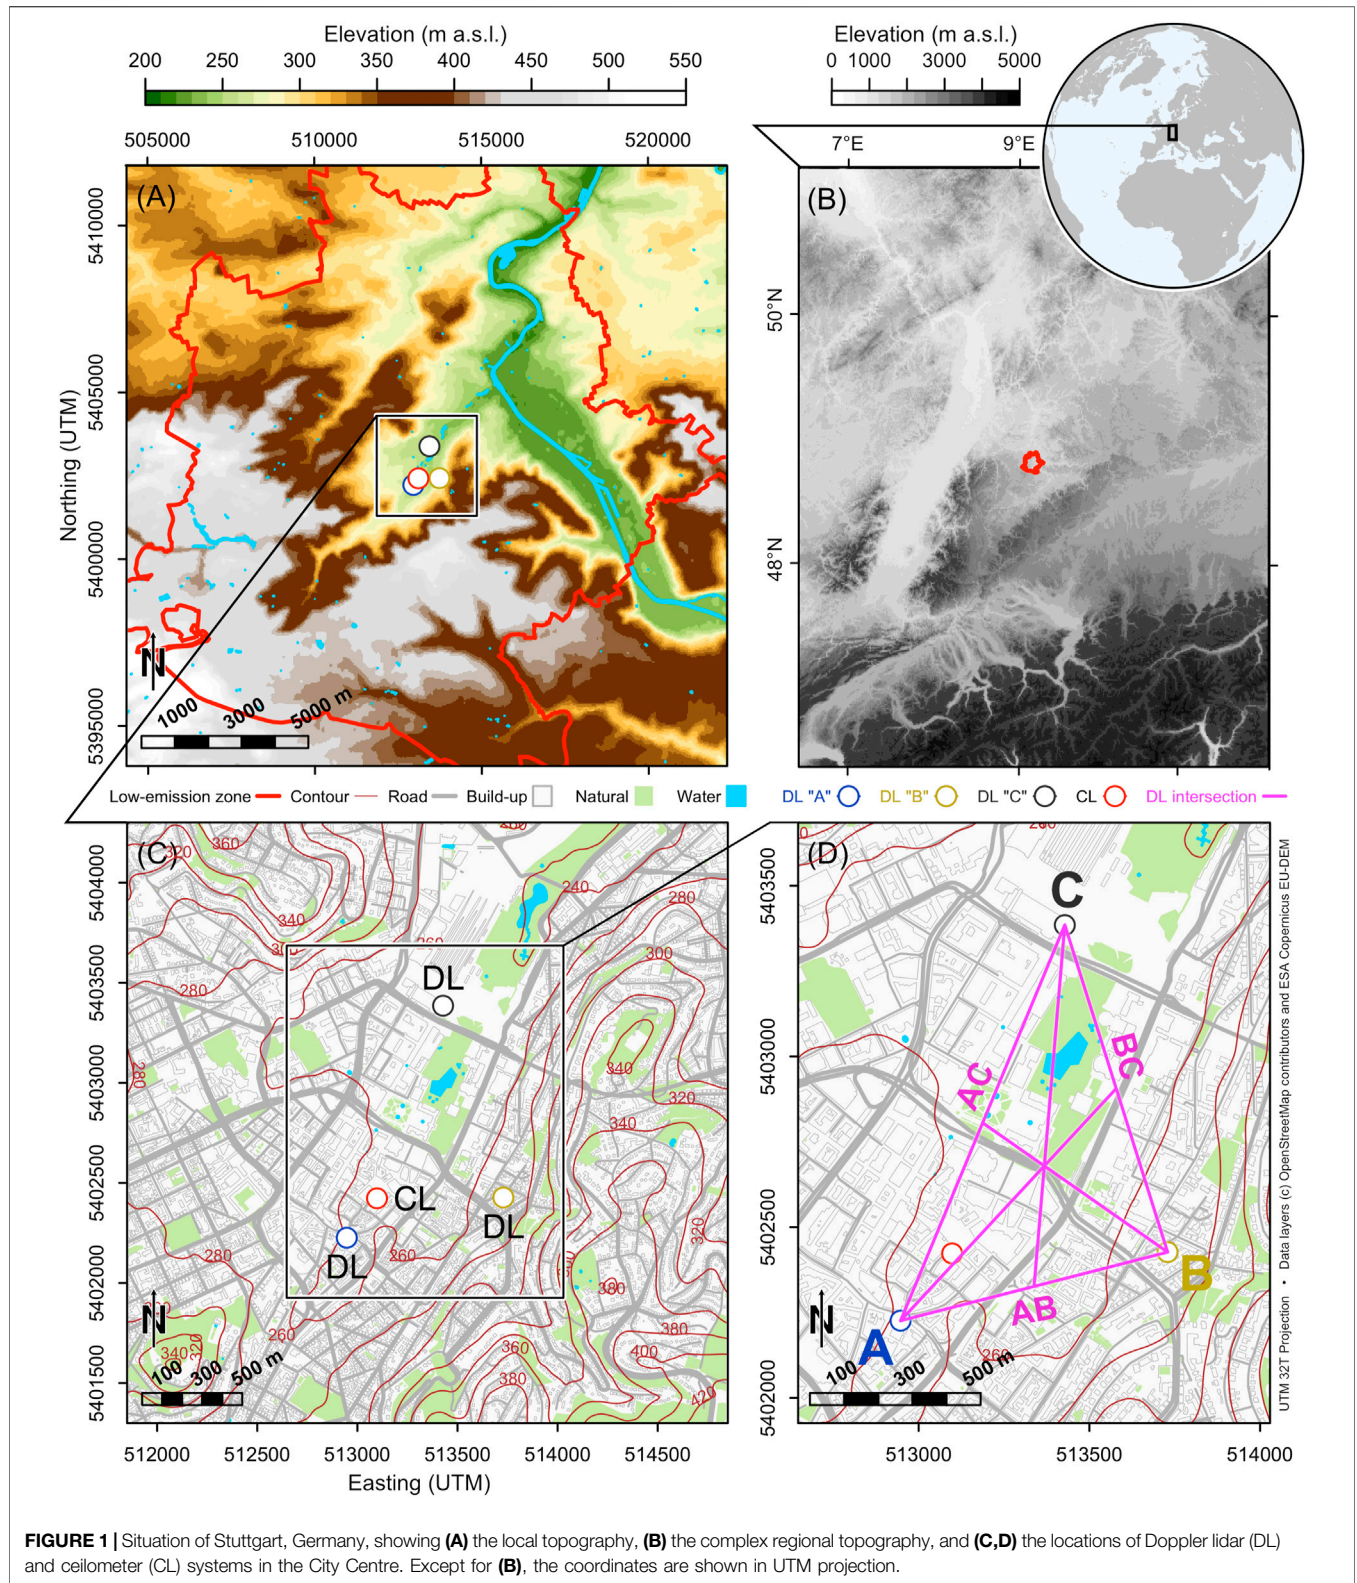 Elevation (m a.s.l.)
200 250 300 350 400 450 500 550
Elevation (m a.s.l.)
0 1000 3000 5000
505000 510000 515000 520000
7°E 9°E
(A)
(B)
5410000
5405000
5400000
5395000
Northing (UTM)
50°N
48°N
N
1000 3000 5000 m
Low-emission zone Contour Road Build-up Natural Water DL "A" DL "B" DL "C" CL DL intersection
(C)
320 360
340
300
280
280
260
260
240
280
300
340
320
340
320
380
380
400
420
360
380
280
260
260
320
340
DL
CL
DL
DL
5404000
5403500
5403000
5402500
5402000
5401500
N
100 300 500 m
512000 512500 513000 513500 514000 514500
Easting (UTM)
(D)
C
AC
BC
AB
A
B
260
5403500
5403000
5402500
5402000
N
100 300 500 m
513000 513500 514000
UTM 32T Projection • Data layers (c) OpenStreetMap contributors and ESA Copernicus EU-DEM
FIGURE 1 | Situation of Stuttgart, Germany, showing (A) the local topography, (B) the complex regional topography, and (C,D) the locations of Doppler lidar (DL)
and ceilometer (CL) systems in the City Centre. Except for (B), the coordinates are shown in UTM projection.